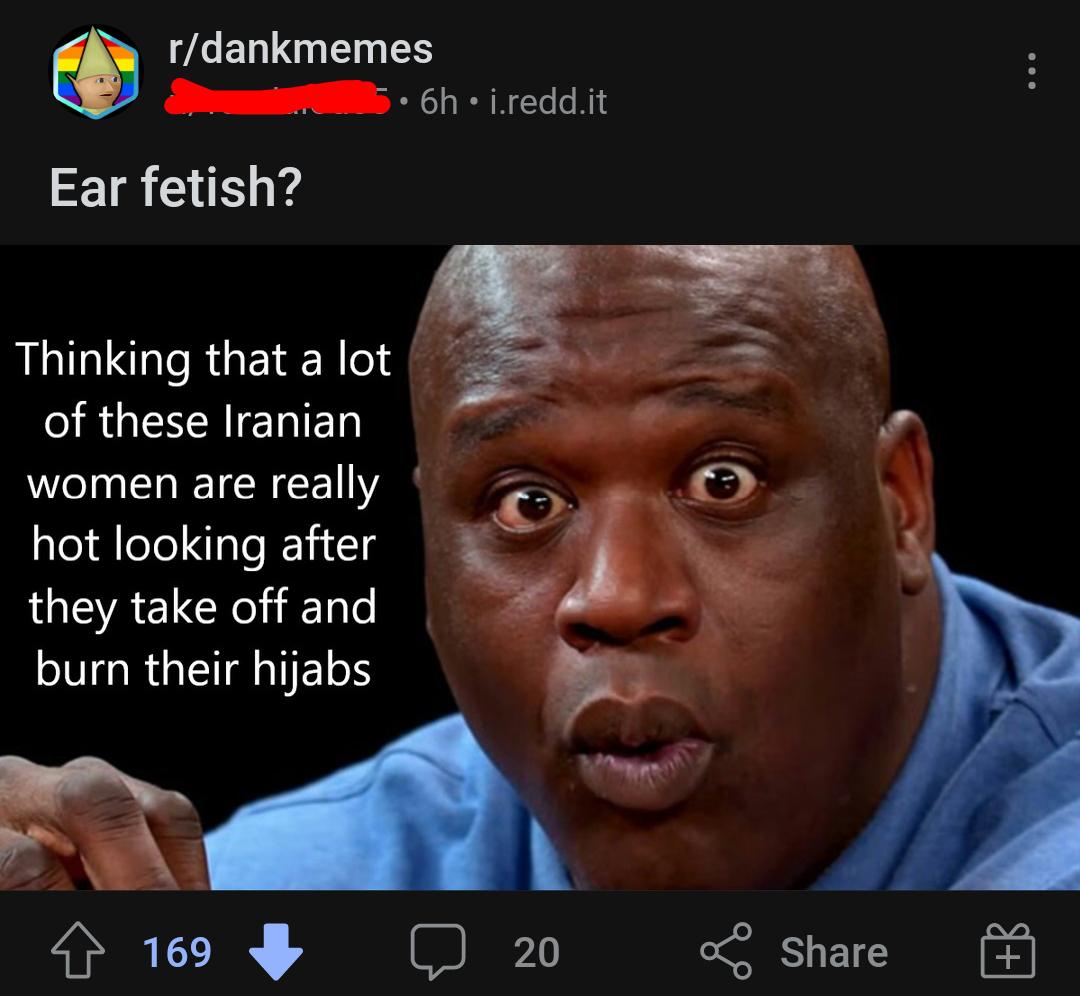 r/dankmemes
• 6h • i.redd.it
Ear fetish?
Thinking that a lot
of these Iranian
women are really
hot looking after
they take off and
burn their hijabs
169
20
Share